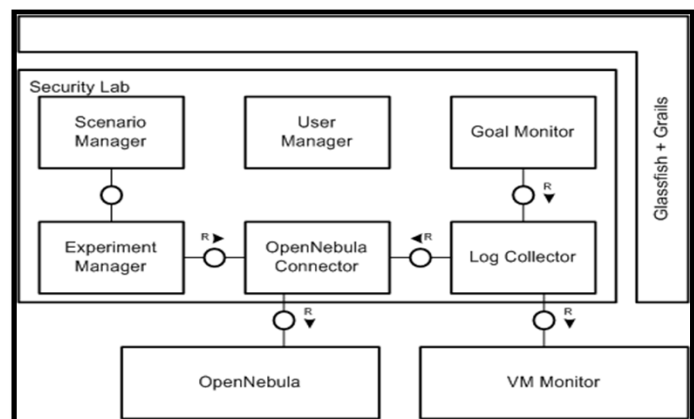 Security Lab
Scenario
Manager
User
Manager
Goal Monitor
R
Glassfish + Grails
Experiment
Manager
R
OpenNebula
Connector
R
Log Collector
R
R
OpenNebula
VM Monitor